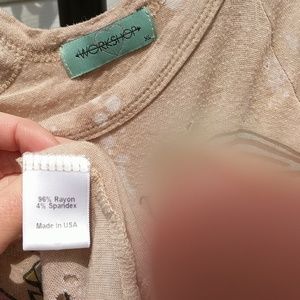 WORKSHOP
XL
96% Rayon
4% Spandex
Made in USA